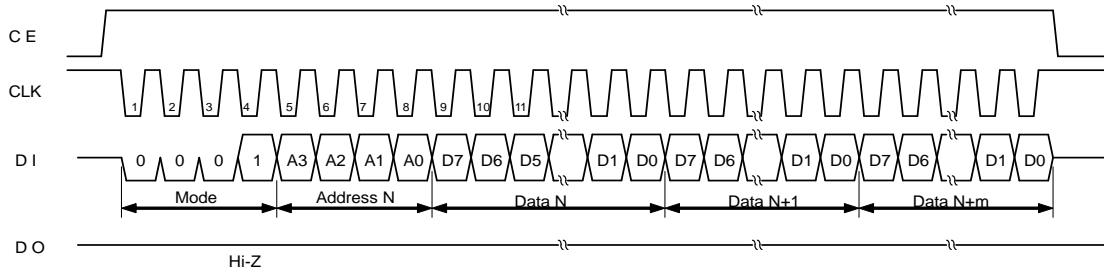 C E
CLK
1 2 3 4 5 6 7 8 9 10 11
D I
0 0 0 1 A3 A2 A1 A0 D7 D6 D5 D1 D0 D7 D6 D1 D0 D7 D6 D1 D0
Mode Address N Data N Data N+1 Data N+m
D O
Hi-Z